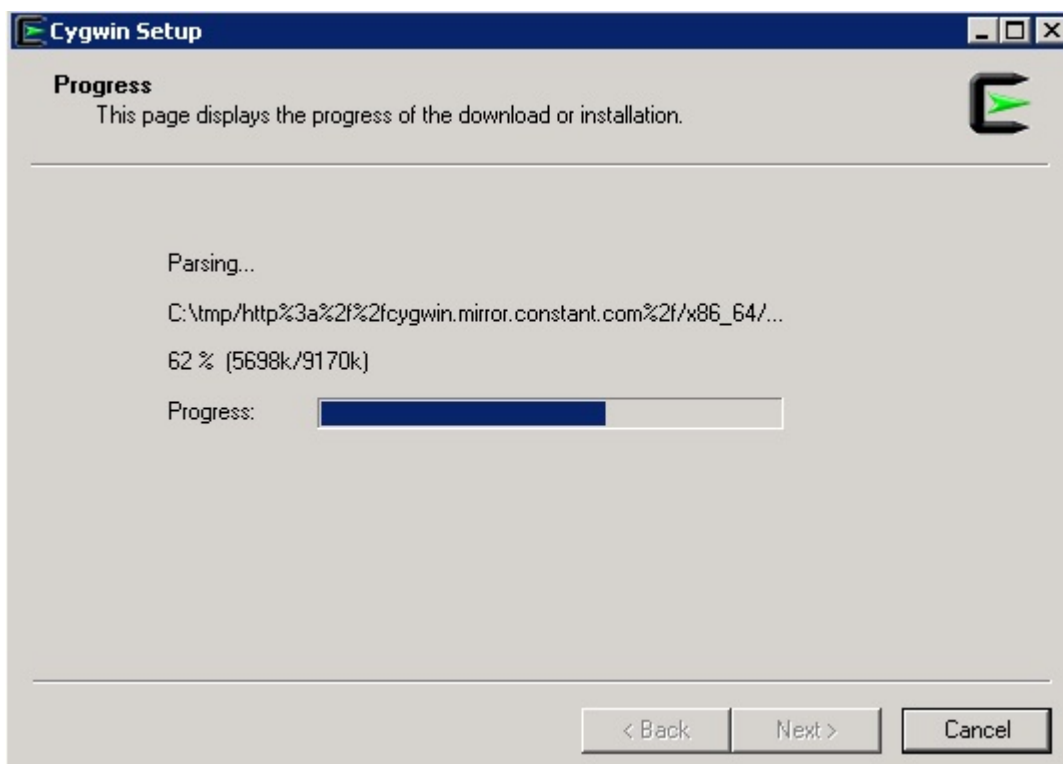 Cygwin Setup
Progress
This page displays the progress of the download or installation.
Parsing...
C:\tmp/http%3a%2f%2fcygwin.mirror.constant.com%2f/x86_64/...
62 % (5698k/9170k)
Progress:
< Back Next > Cancel